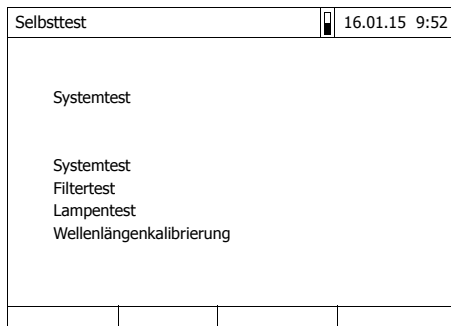 Selbsttest 16.01.15 9:52
Systemtest
Systemtest
Filtertest
Lampentest
Wellenlängenkalibrierung